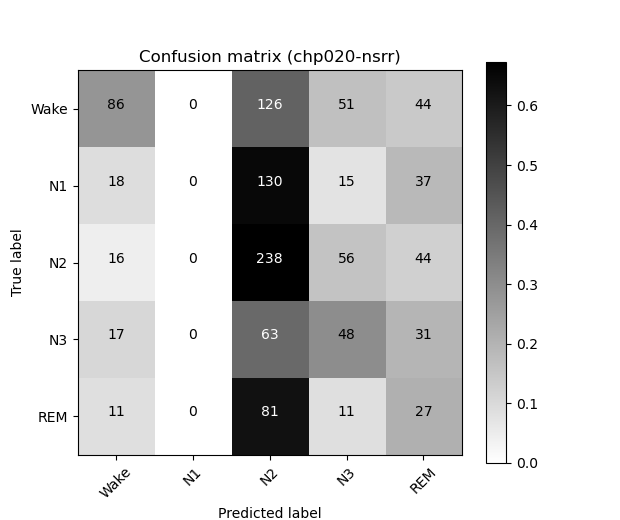 Confusion matrix (chp020-nsrr)
True label
Wake 86 0 126 51 44
N1 18 0 130 15 37
N2 16 0 238 56 44
N3 17 0 63 48 31
REM 11 0 81 11 27
Wake N1 N2 N3 REM
Predicted label
0.6
0.5
0.4
0.3
0.2
0.1
0.0